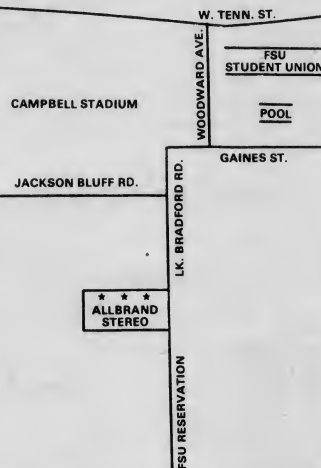 W. TENN. ST.
WOODWARD AVE.
FSU
STUDENT UNION
CAMPBELL STADIUM
POOL
GAINES ST.
JACKSON BLUFF RD.
LK. BRADFORD RD.
★ ★ ★
ALLBRAND
STEREO
FSU RESERVATION